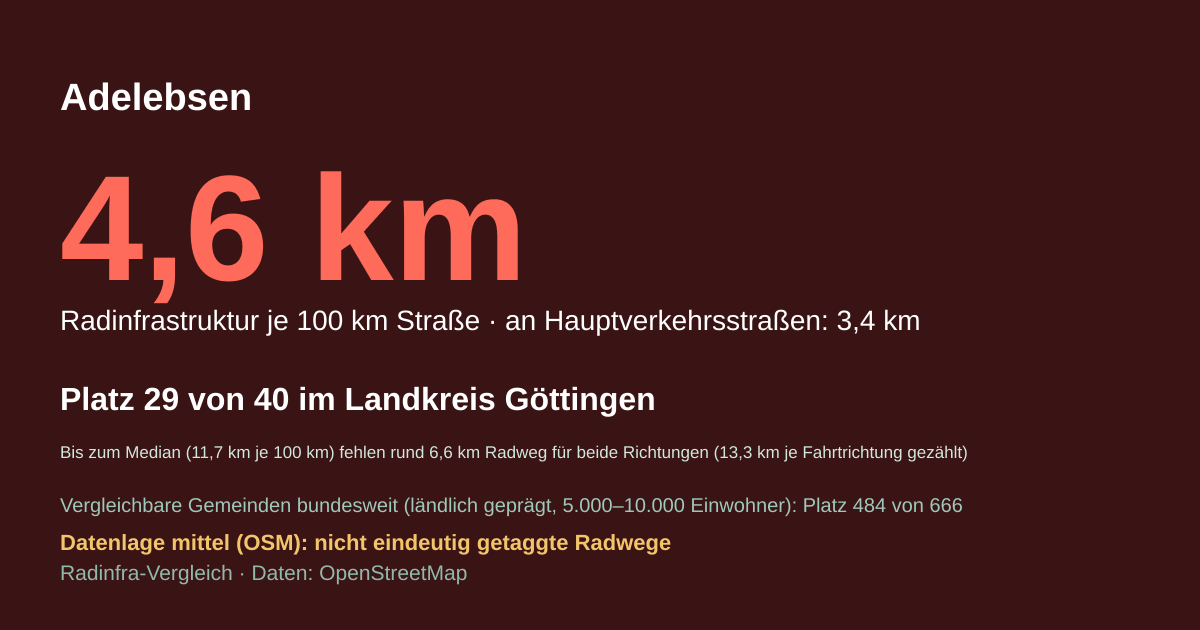 Adelebsen
4,6 km
Radinfrastruktur je 100 km Straße · an Hauptverkehrsstraßen: 3,4 km
Platz 29 von 40 im Landkreis Göttingen
Bis zum Median (11,7 km je 100 km) fehlen rund 6,6 km Radweg für beide Richtungen (13,3 km je Fahrtrichtung gezählt)
Vergleichbare Gemeinden bundesweit (ländlich geprägt, 5.000–10.000 Einwohner): Platz 484 von 666
Datenlage mittel (OSM): nicht eindeutig getaggte Radwege
Radinfra-Vergleich · Daten: OpenStreetMap